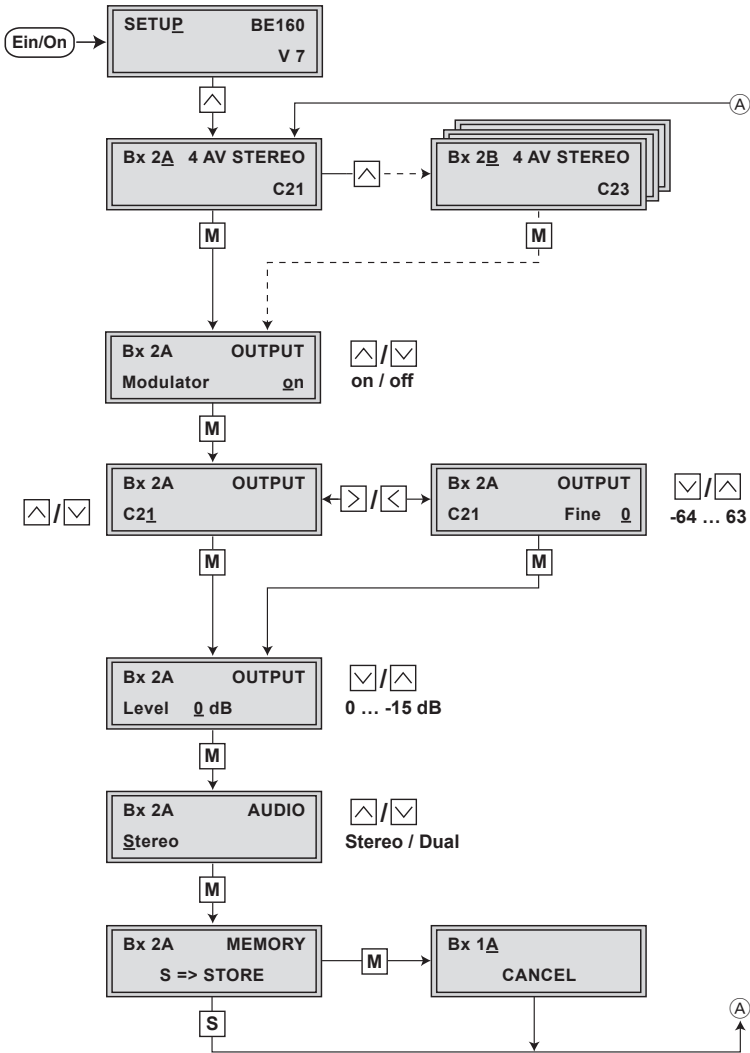 SETUP BE160
Ein/On
V 7
A
Bx 2A 4 AV STEREO
C21
Bx 2B 4 AV STEREO
C23
M
M
Bx 2A OUTPUT
Modulator on
/
on / off
M
/
Bx 2A OUTPUT
C21
> / <
Bx 2A OUTPUT
C21 Fine 0
/
-64 … 63
M
M
Bx 2A OUTPUT
Level 0 dB
/
0 … -15 dB
M
Bx 2A AUDIO
Stereo
/
Stereo / Dual
M
Bx 2A MEMORY
S => STORE
M
Bx 1A
CANCEL
A
S